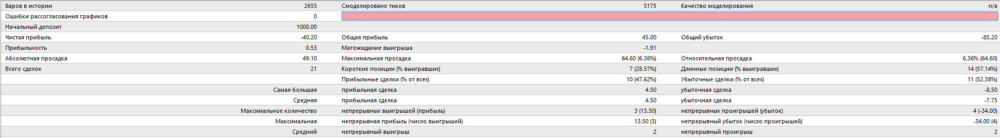 Баров в истории 2655 Смоделировано тиков 5175 Качество моделирования n/a
Ошибки рассогласования графиков 0
Начальный депозит 1000.00
Чистая прибыль -40.20 Общая прибыль 45.00 Общий убыток -85.20
Прибыльность 0.53 Матожидание выигрыша -1.91
Абсолютная просадка 49.10 Максимальная просадка 64.60 (6.36%) Относительная просадка 6.36% (64.60)
Всего сделок 21 Короткие позиции (% выигравших) 7 (28.57%) Длинные позиции (% выигравших) 14 (57.14%)
Прибыльные сделки (% от всех) 10 (47.62%) Убыточные сделки (% от всех) 11 (52.38%)
Самая большая прибыльная сделка 4.50 убыточная сделка -8.50
Средняя прибыльная сделка 4.50 убыточная сделка -7.75
Максимальное количество непрерывных выигрышей (прибыль) 3 (13.50) непрерывных проигрышей (убыток) 4 (-34.00)
Максимальная непрерывная прибыль (число выигрышей) 13.50 (3) непрерывный убыток (число проигрышей) -34.00 (4)
Средний непрерывный выигрыш 2 непрерывный проигрыш 2